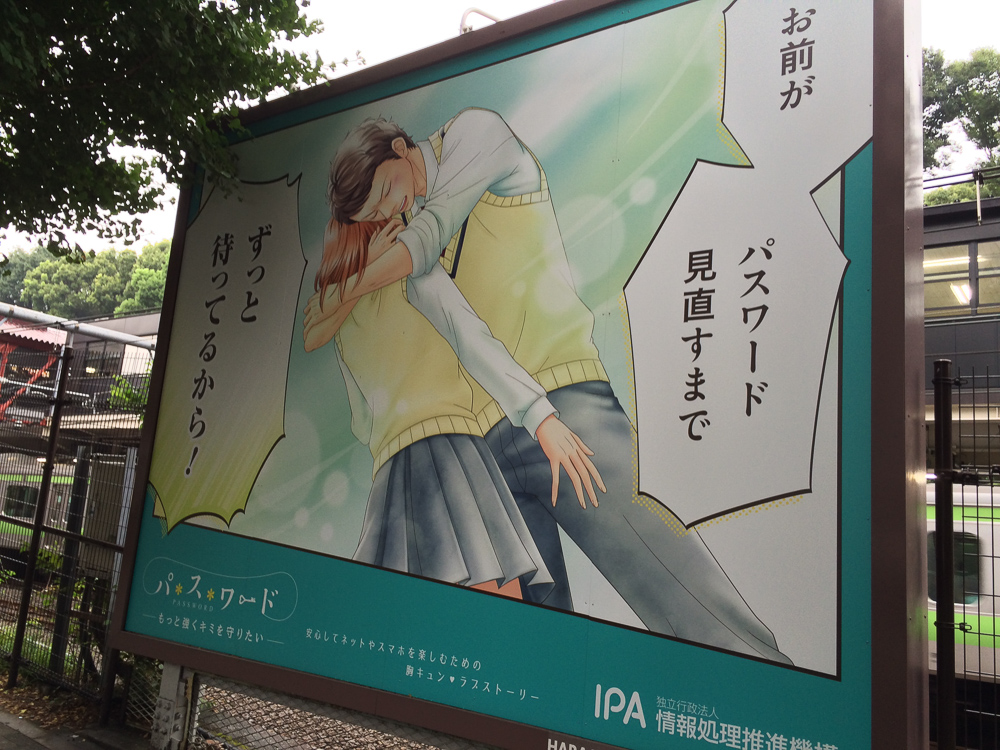 お前が
パスワード
見直すまで
ずっと
待ってるから!
パ*ス*ワード
PASSWORD
―もっと強くキミを守りたい―
安心してネットやスマホを楽しむための
胸キュン♥ラブストーリー
IPA
独立行政法人
情報処理推進機構
HARA